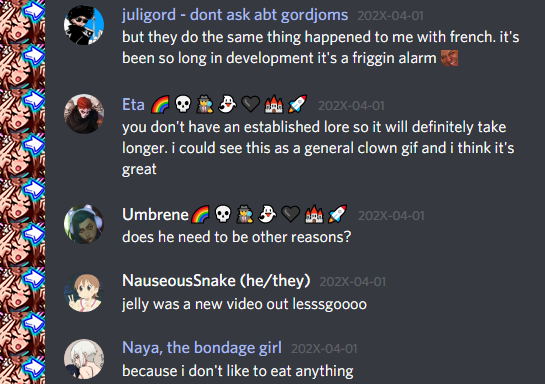 juligord - dont ask abt gordjoms 202X-04-01
but they do the same thing happened to me with french. it's
been so long in development it's a friggin alarm
Eta 🌈 💀 🕵️ 👻 🖤 🏰 🚀 202X-04-01
you don't have an established lore so it will definitely take
longer. i could see this as a general clown gif and i think it's
great
Umbrene 🌈 💀 🕵️ 👻 🖤 🏰 🚀 202X-04-01
does he need to be other reasons?
NauseousSnake (he/they) 202X-04-01
jelly was a new video out lesssgoooo
Naya, the bondage girl 202X-04-01
because i don't like to eat anything